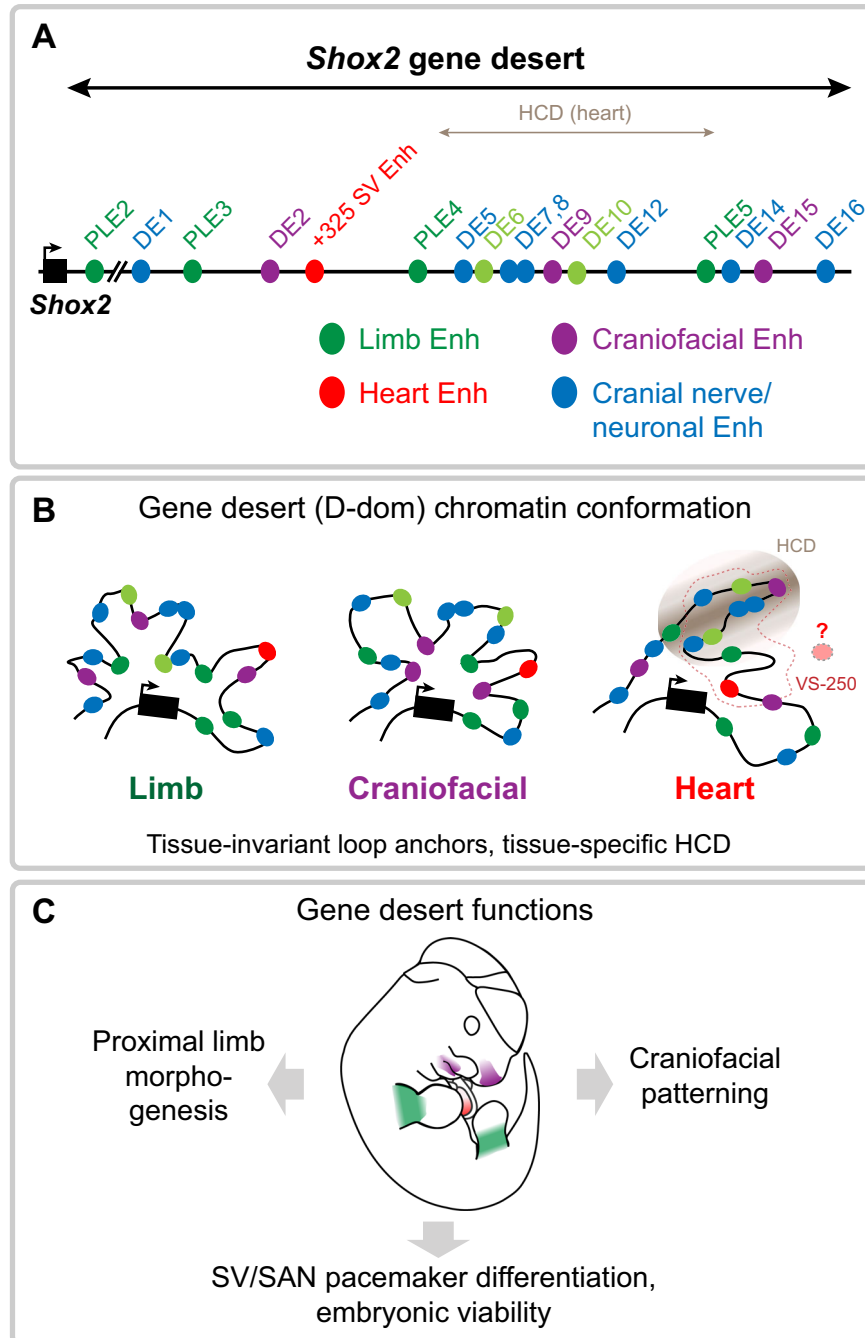 A
Shox2 gene desert
HCD (heart)
PLE2
DE1
PLE3
DE2
+325 SV Enh
PLE4
DE5
DE6
DE7,8
DE9
DE10
DE12
PLE5
DE14
DE15
DE16
Shox2
Limb Enh
Craniofacial Enh
Heart Enh
Cranial nerve/
neuronal Enh
B
Gene desert (D-dom) chromatin conformation
HCD
?
VS-250
Limb
Craniofacial
Heart
Tissue-invariant loop anchors, tissue-specific HCD
C
Gene desert functions
Proximal limb
morpho-
genesis
Craniofacial
patterning
SV/SAN pacemaker differentiation,
embryonic viability